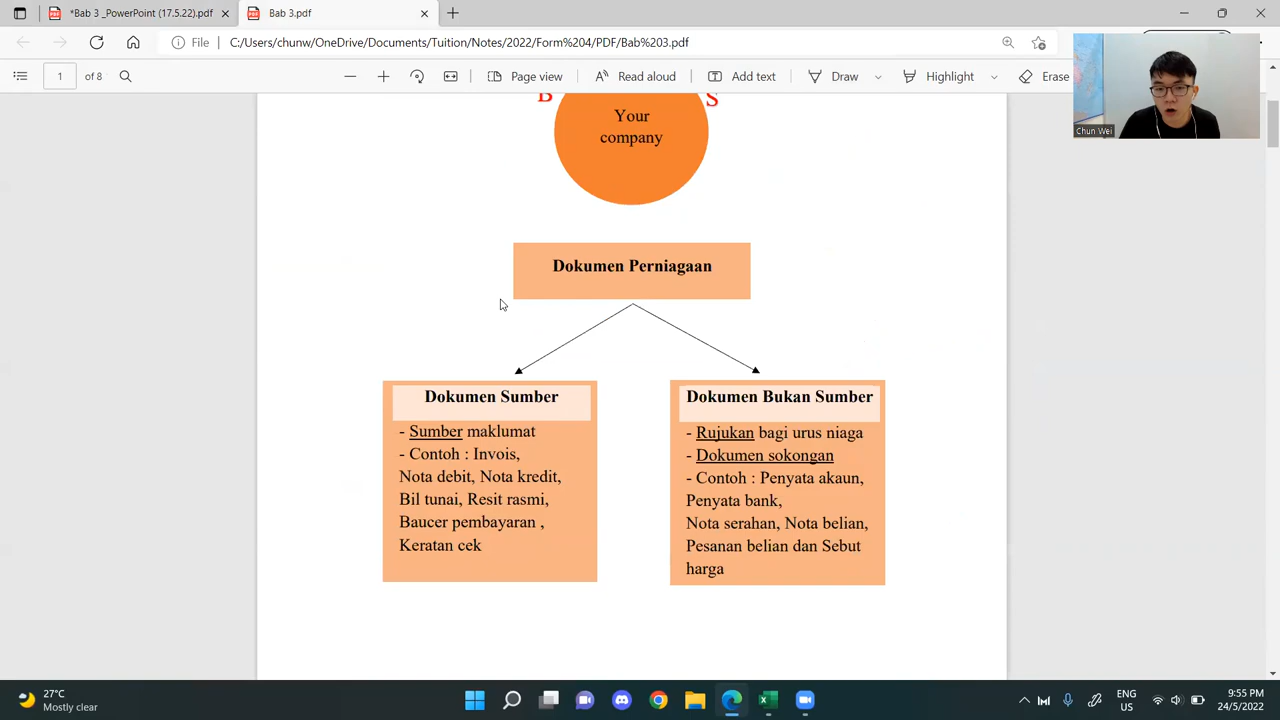 *Bab 3 _PowerPoint (17.5.22).pdf
Bab 3.pdf
File
C:/Users/chunw/OneDrive/Documents/Tuition/Notes/2022/Form%204/PDF/Bab%203.pdf
1 of 8
Page view
Read aloud
Add text
Draw
Highlight
Erase
Chun Wei
B
S
Your
company
Dokumen Perniagaan
Dokumen Sumber
- Sumber maklumat
- Contoh : Invois,
Nota debit, Nota kredit,
Bil tunai, Resit rasmi,
Baucer pembayaran ,
Keratan cek
Dokumen Bukan Sumber
- Rujukan bagi urus niaga
- Dokumen sokongan
- Contoh : Penyata akaun,
Penyata bank,
Nota serahan, Nota belian,
Pesanan belian dan Sebut
harga
27°C
Mostly clear
ENG
US
9:55 PM
24/5/2022